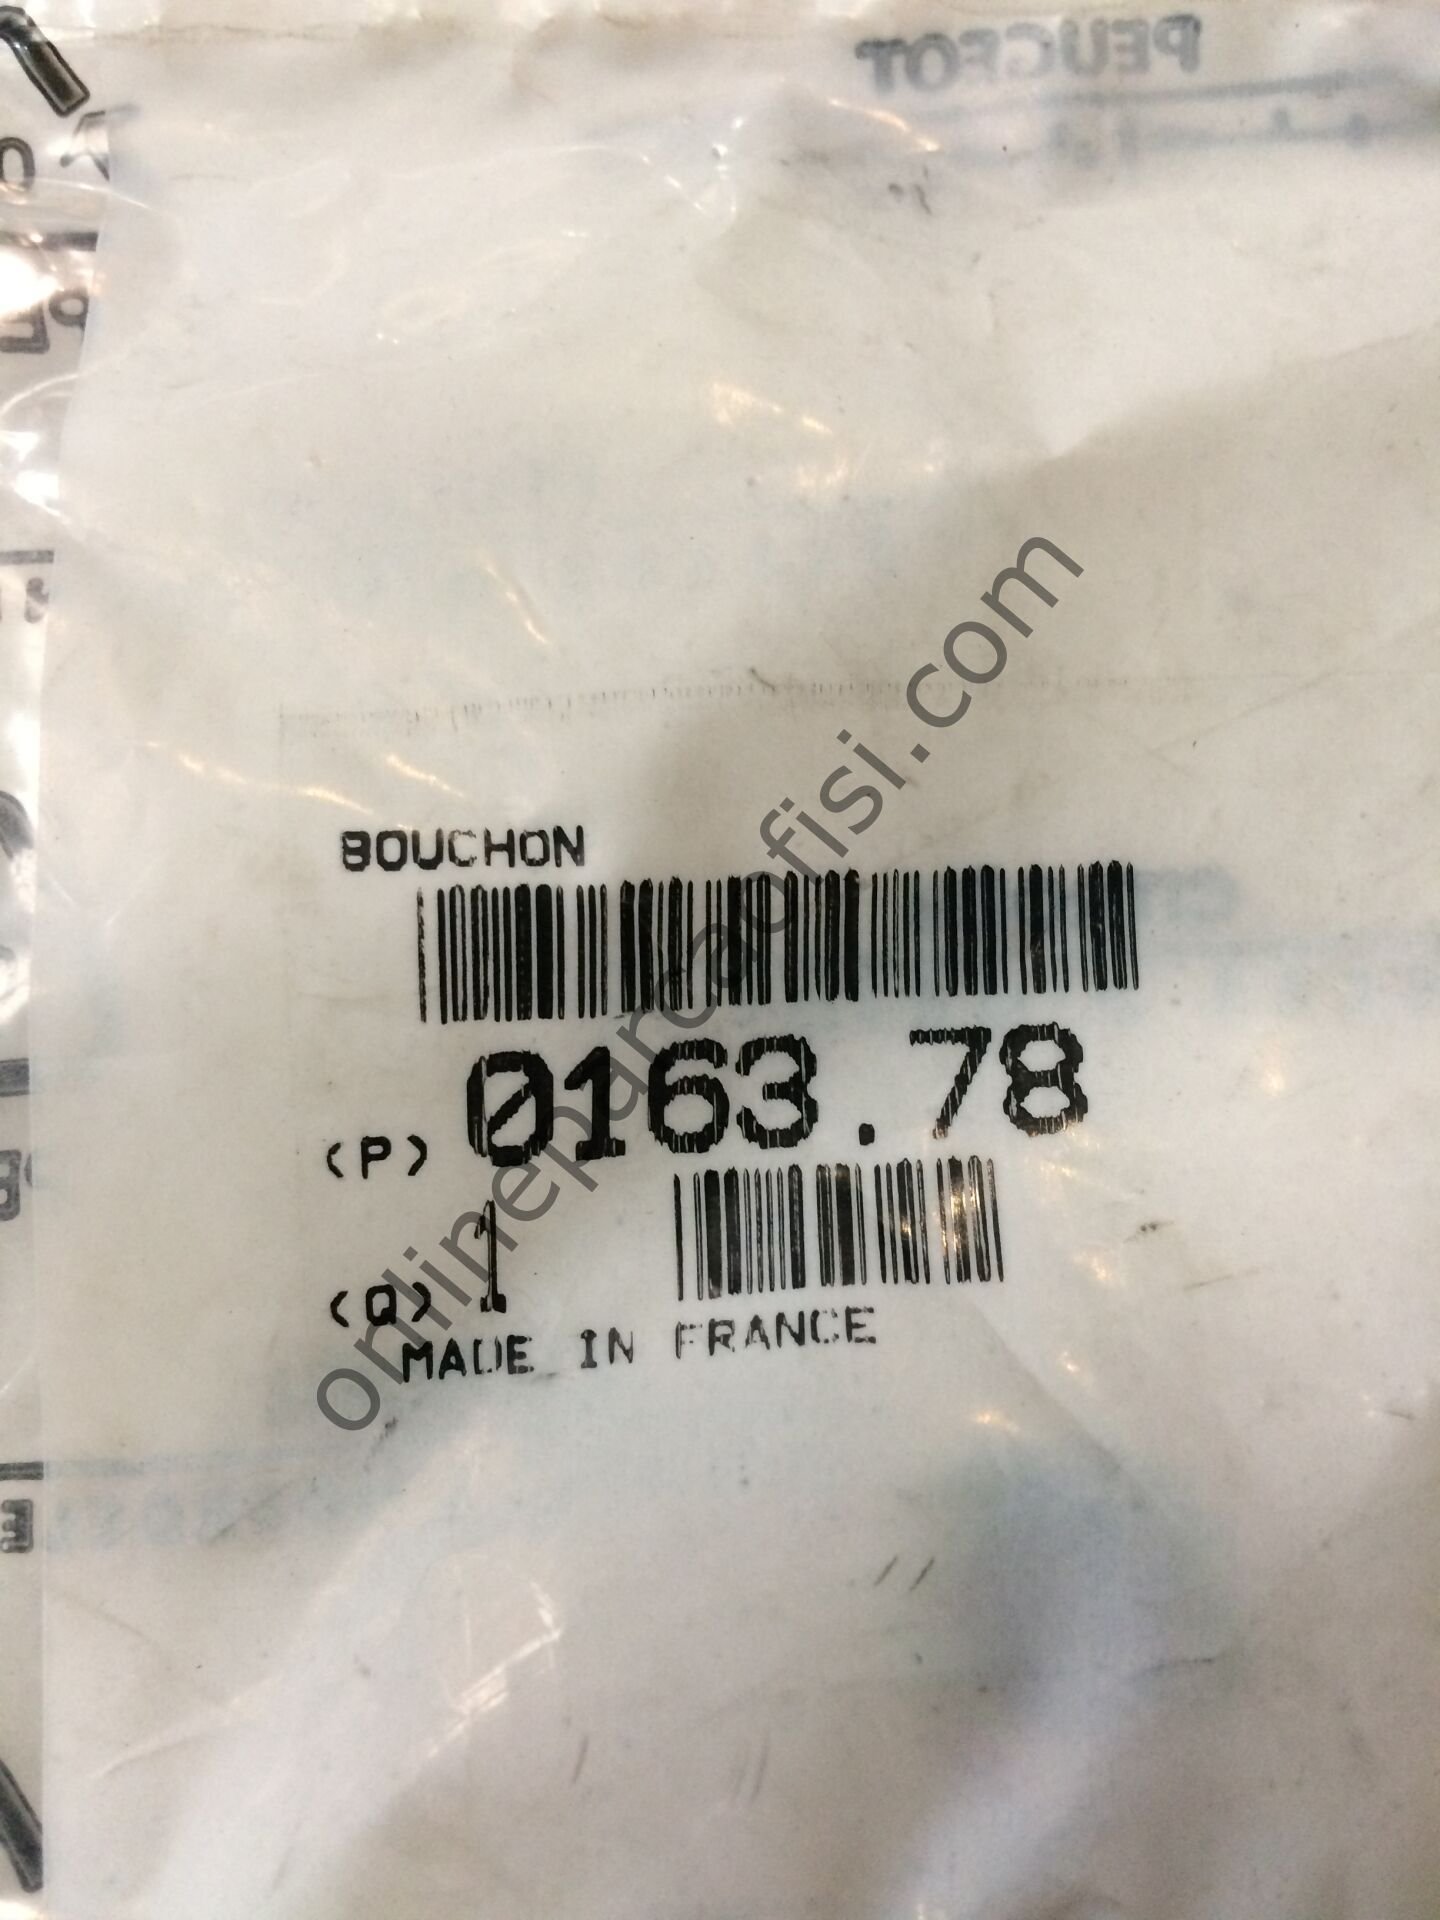 PEUGEOT
BOUCHON
(P) 0163.78
(Q) 1
MADE IN FRANCE
onlineparcaofisi.com